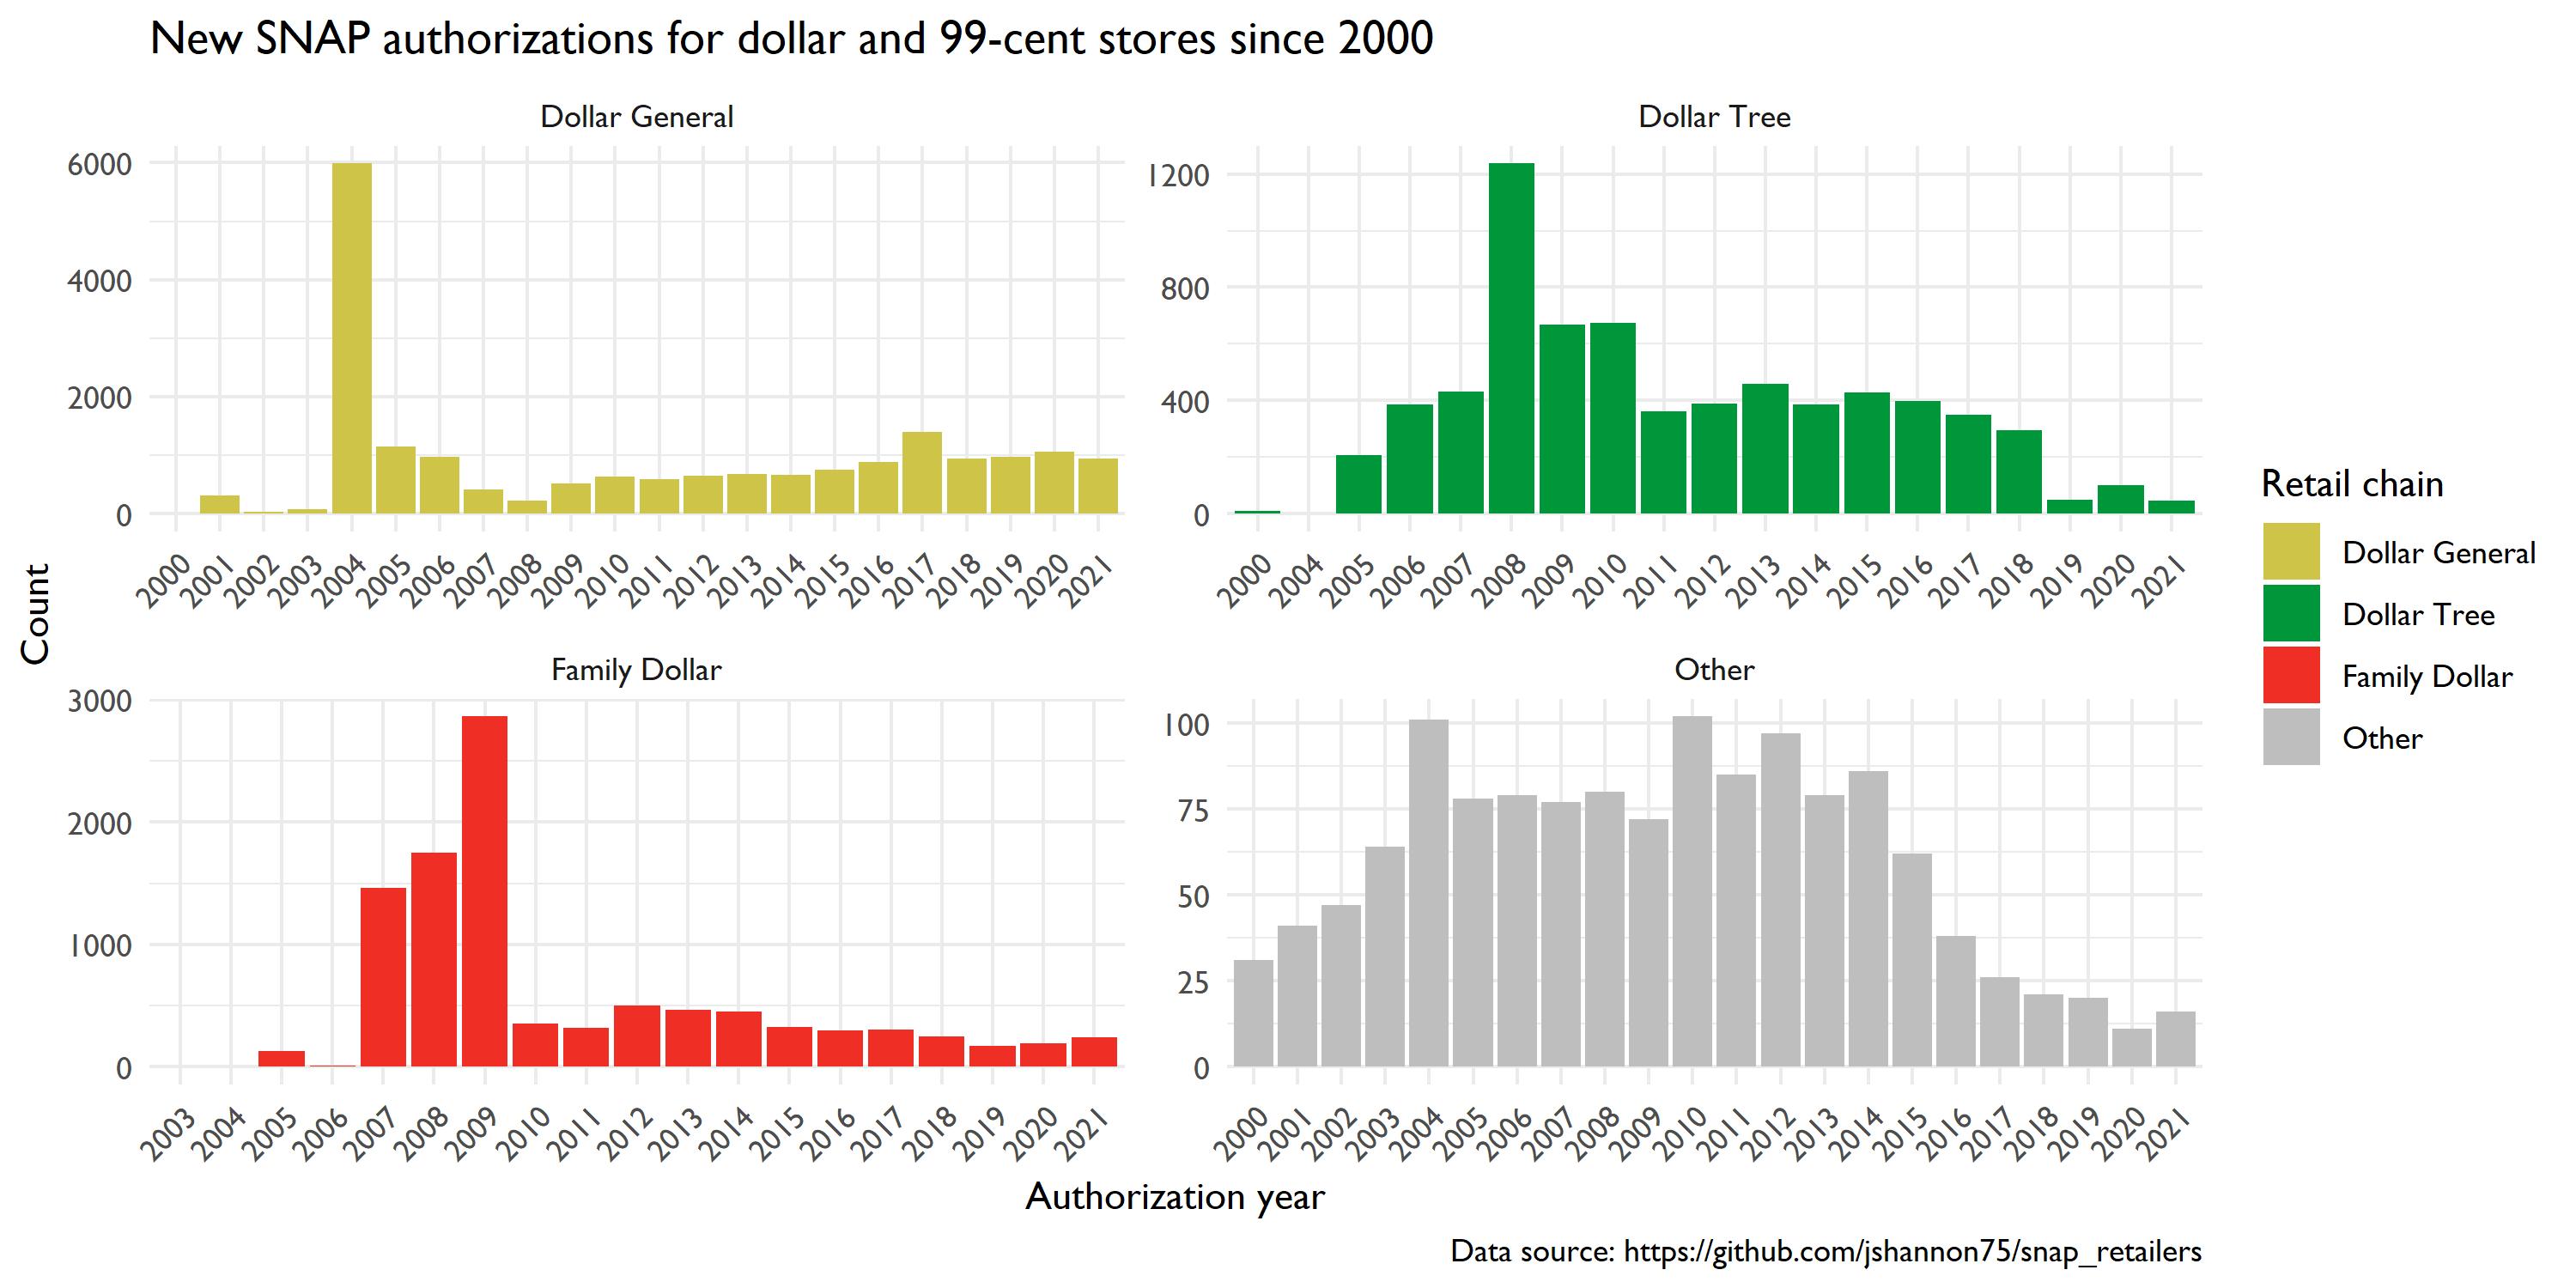 New SNAP authorizations for dollar and 99-cent stores since 2000
Dollar General
6000
4000
2000
0
2000 2001 2002 2003 2004 2005 2006 2007 2008 2009 2010 2011 2012 2013 2014 2015 2016 2017 2018 2019 2020 2021
Dollar Tree
1200
800
400
0
2000 2004 2005 2006 2007 2008 2009 2010 2011 2012 2013 2014 2015 2016 2017 2018 2019 2020 2021
Count
Family Dollar
3000
2000
1000
0
2003 2004 2005 2006 2007 2008 2009 2010 2011 2012 2013 2014 2015 2016 2017 2018 2019 2020 2021
Other
100
75
50
25
0
2000 2001 2002 2003 2004 2005 2006 2007 2008 2009 2010 2011 2012 2013 2014 2015 2016 2017 2018 2019 2020 2021
Authorization year
Retail chain
Dollar General
Dollar Tree
Family Dollar
Other
Data source: https://github.com/jshannon75/snap_retailers